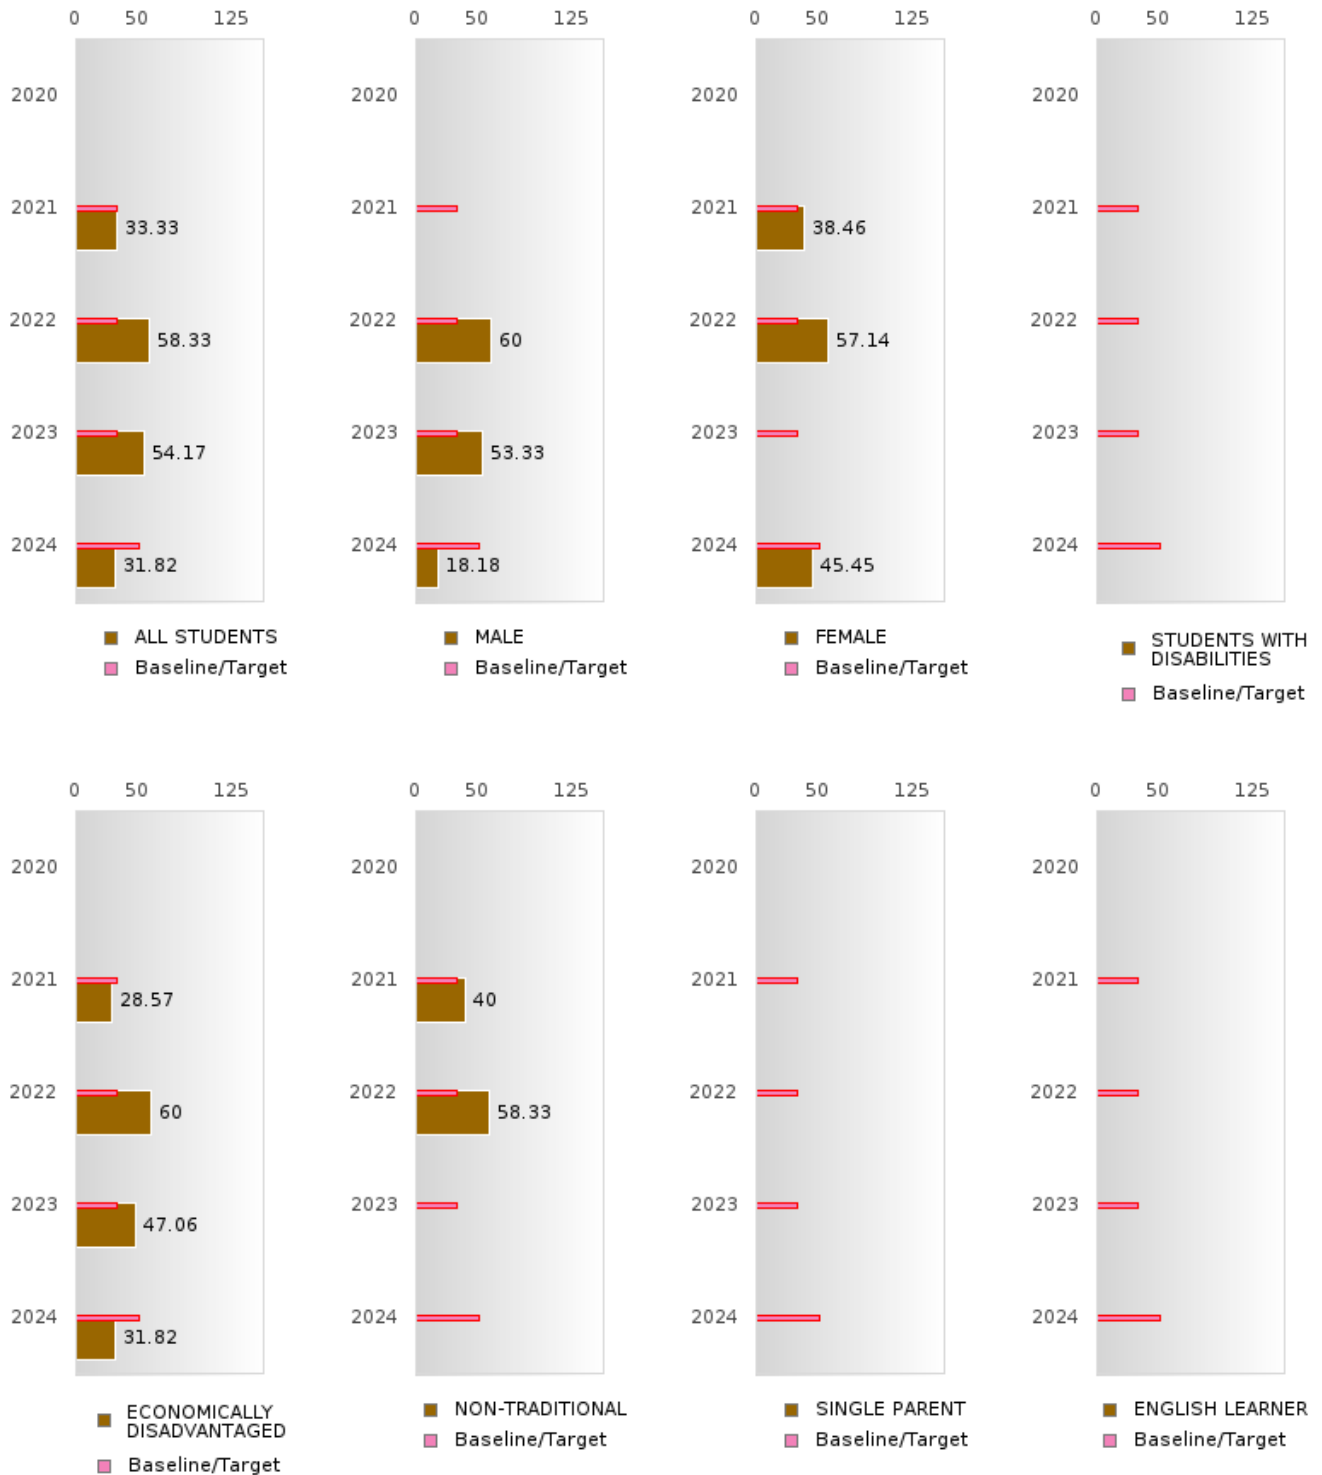 0 50 125 0 50 125 0 50 125 0 50 125
2020 2020 2020 2020
2021 33.33 2021 2021 38.46 2021
2022 58.33 2022 60 2022 57.14 2022
2023 54.17 2023 53.33 2023 2023
2024 31.82 2024 18.18 2024 45.45 2024
ALL STUDENTS
Baseline/Target
MALE
Baseline/Target
FEMALE
Baseline/Target
STUDENTS WITH
DISABILITIES
Baseline/Target
0 50 125 0 50 125 0 50 125 0 50 125
2020 2020 2020 2020
2021 28.57 2021 40 2021 2021
2022 60 2022 58.33 2022 2022
2023 47.06 2023 2023 2023
2024 31.82 2024 2024 2024
ECONOMICALLY
DISADVANTAGED
Baseline/Target
NON-TRADITIONAL
Baseline/Target
SINGLE PARENT
Baseline/Target
ENGLISH LEARNER
Baseline/Target